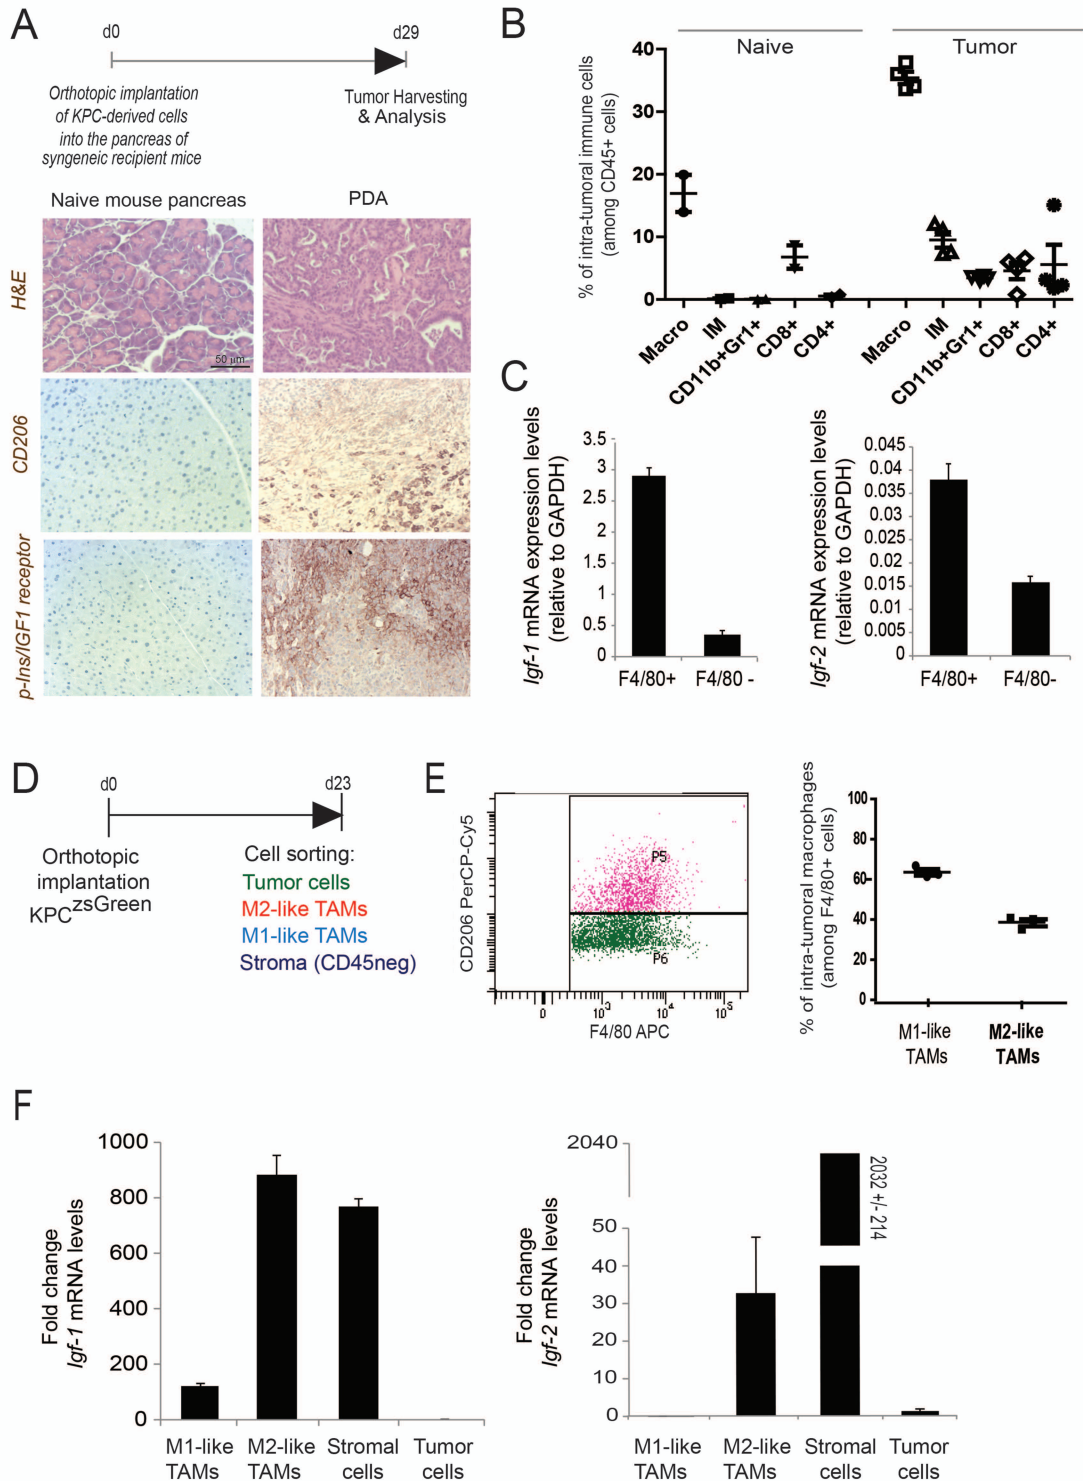 A
d0
d29
Orthotopic implantation
of KPC-derived cells
into the pancreas of
syngeneic recipient mice
Tumor Harvesting
& Analysis
Naive mouse pancreas
PDA
H&E
50 µm
CD206
p-Ins/IGF1 receptor
B
Naive
Tumor
% of intra-tumoral immune cells
(among CD45+ cells)
40
30
20
10
0
Macro
IM
CD11b+Gr1+
CD8+
CD4+
Macro
IM
CD11b+Gr1+
CD8+
CD4+
C
Igf-1 mRNA expression levels
(relative to GAPDH)
3.5
3
2.5
2
1.5
1
0.5
0
F4/80+
F4/80 -
Igf-2 mRNA expression levels
(relative to GAPDH)
0.045
0.040
0.035
0.03
0.025
0.02
0.015
0.01
0.005
0
F4/80+
F4/80-
D
d0
d23
Orthotopic
implantation
KPCzsGreen
Cell sorting:
Tumor cells
M2-like TAMs
M1-like TAMs
Stroma (CD45neg)
E
CD206 PerCP-Cy5
P5
P6
0
10³
10⁴
10⁵
F4/80 APC
% of intra-tumoral macrophages
(among F4/80+ cells)
100
80
60
40
20
0
M1-like
TAMs
M2-like
TAMs
F
Fold change
Igf-1 mRNA levels
1000
800
600
400
200
0
M1-like
TAMs
M2-like
TAMs
Stromal
cells
Tumor
cells
Fold change
Igf-2 mRNA levels
2040
50
40
30
20
10
0
2032 +/- 214
M1-like
TAMs
M2-like
TAMs
Stromal
cells
Tumor
cells